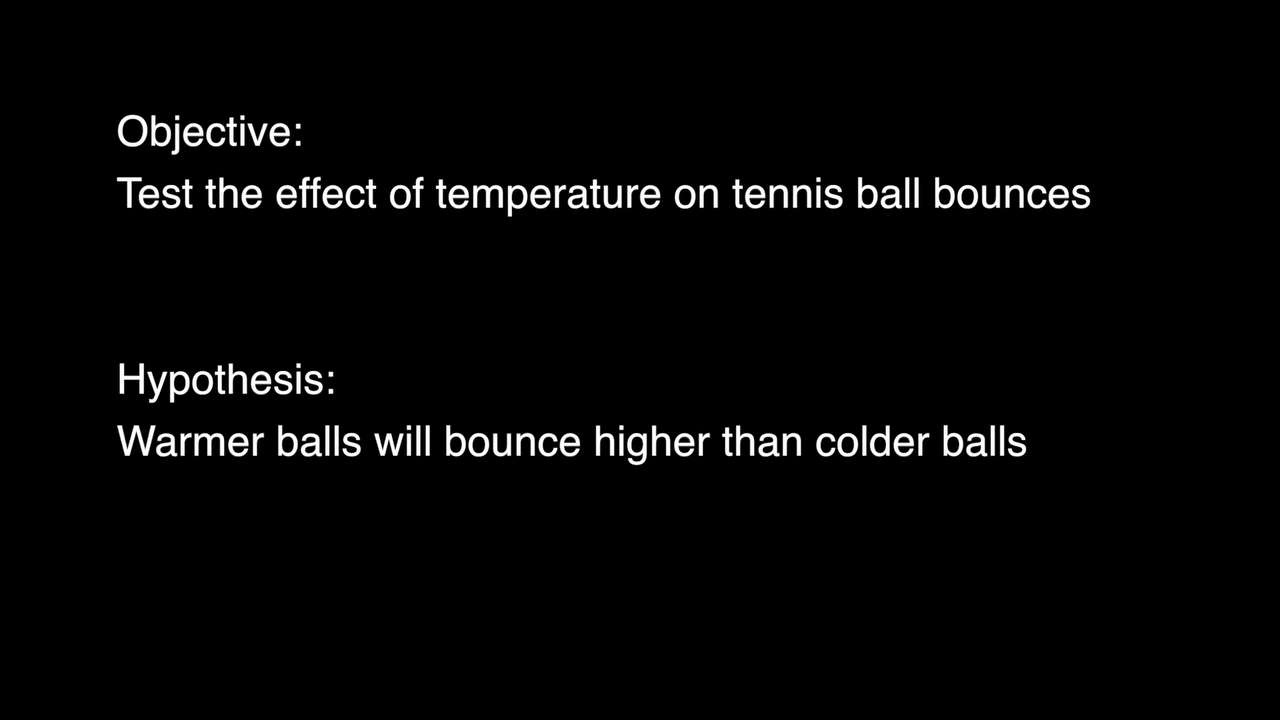 Objective:
Test the effect of temperature on tennis ball bounces
Hypothesis:
Warmer balls will bounce higher than colder balls